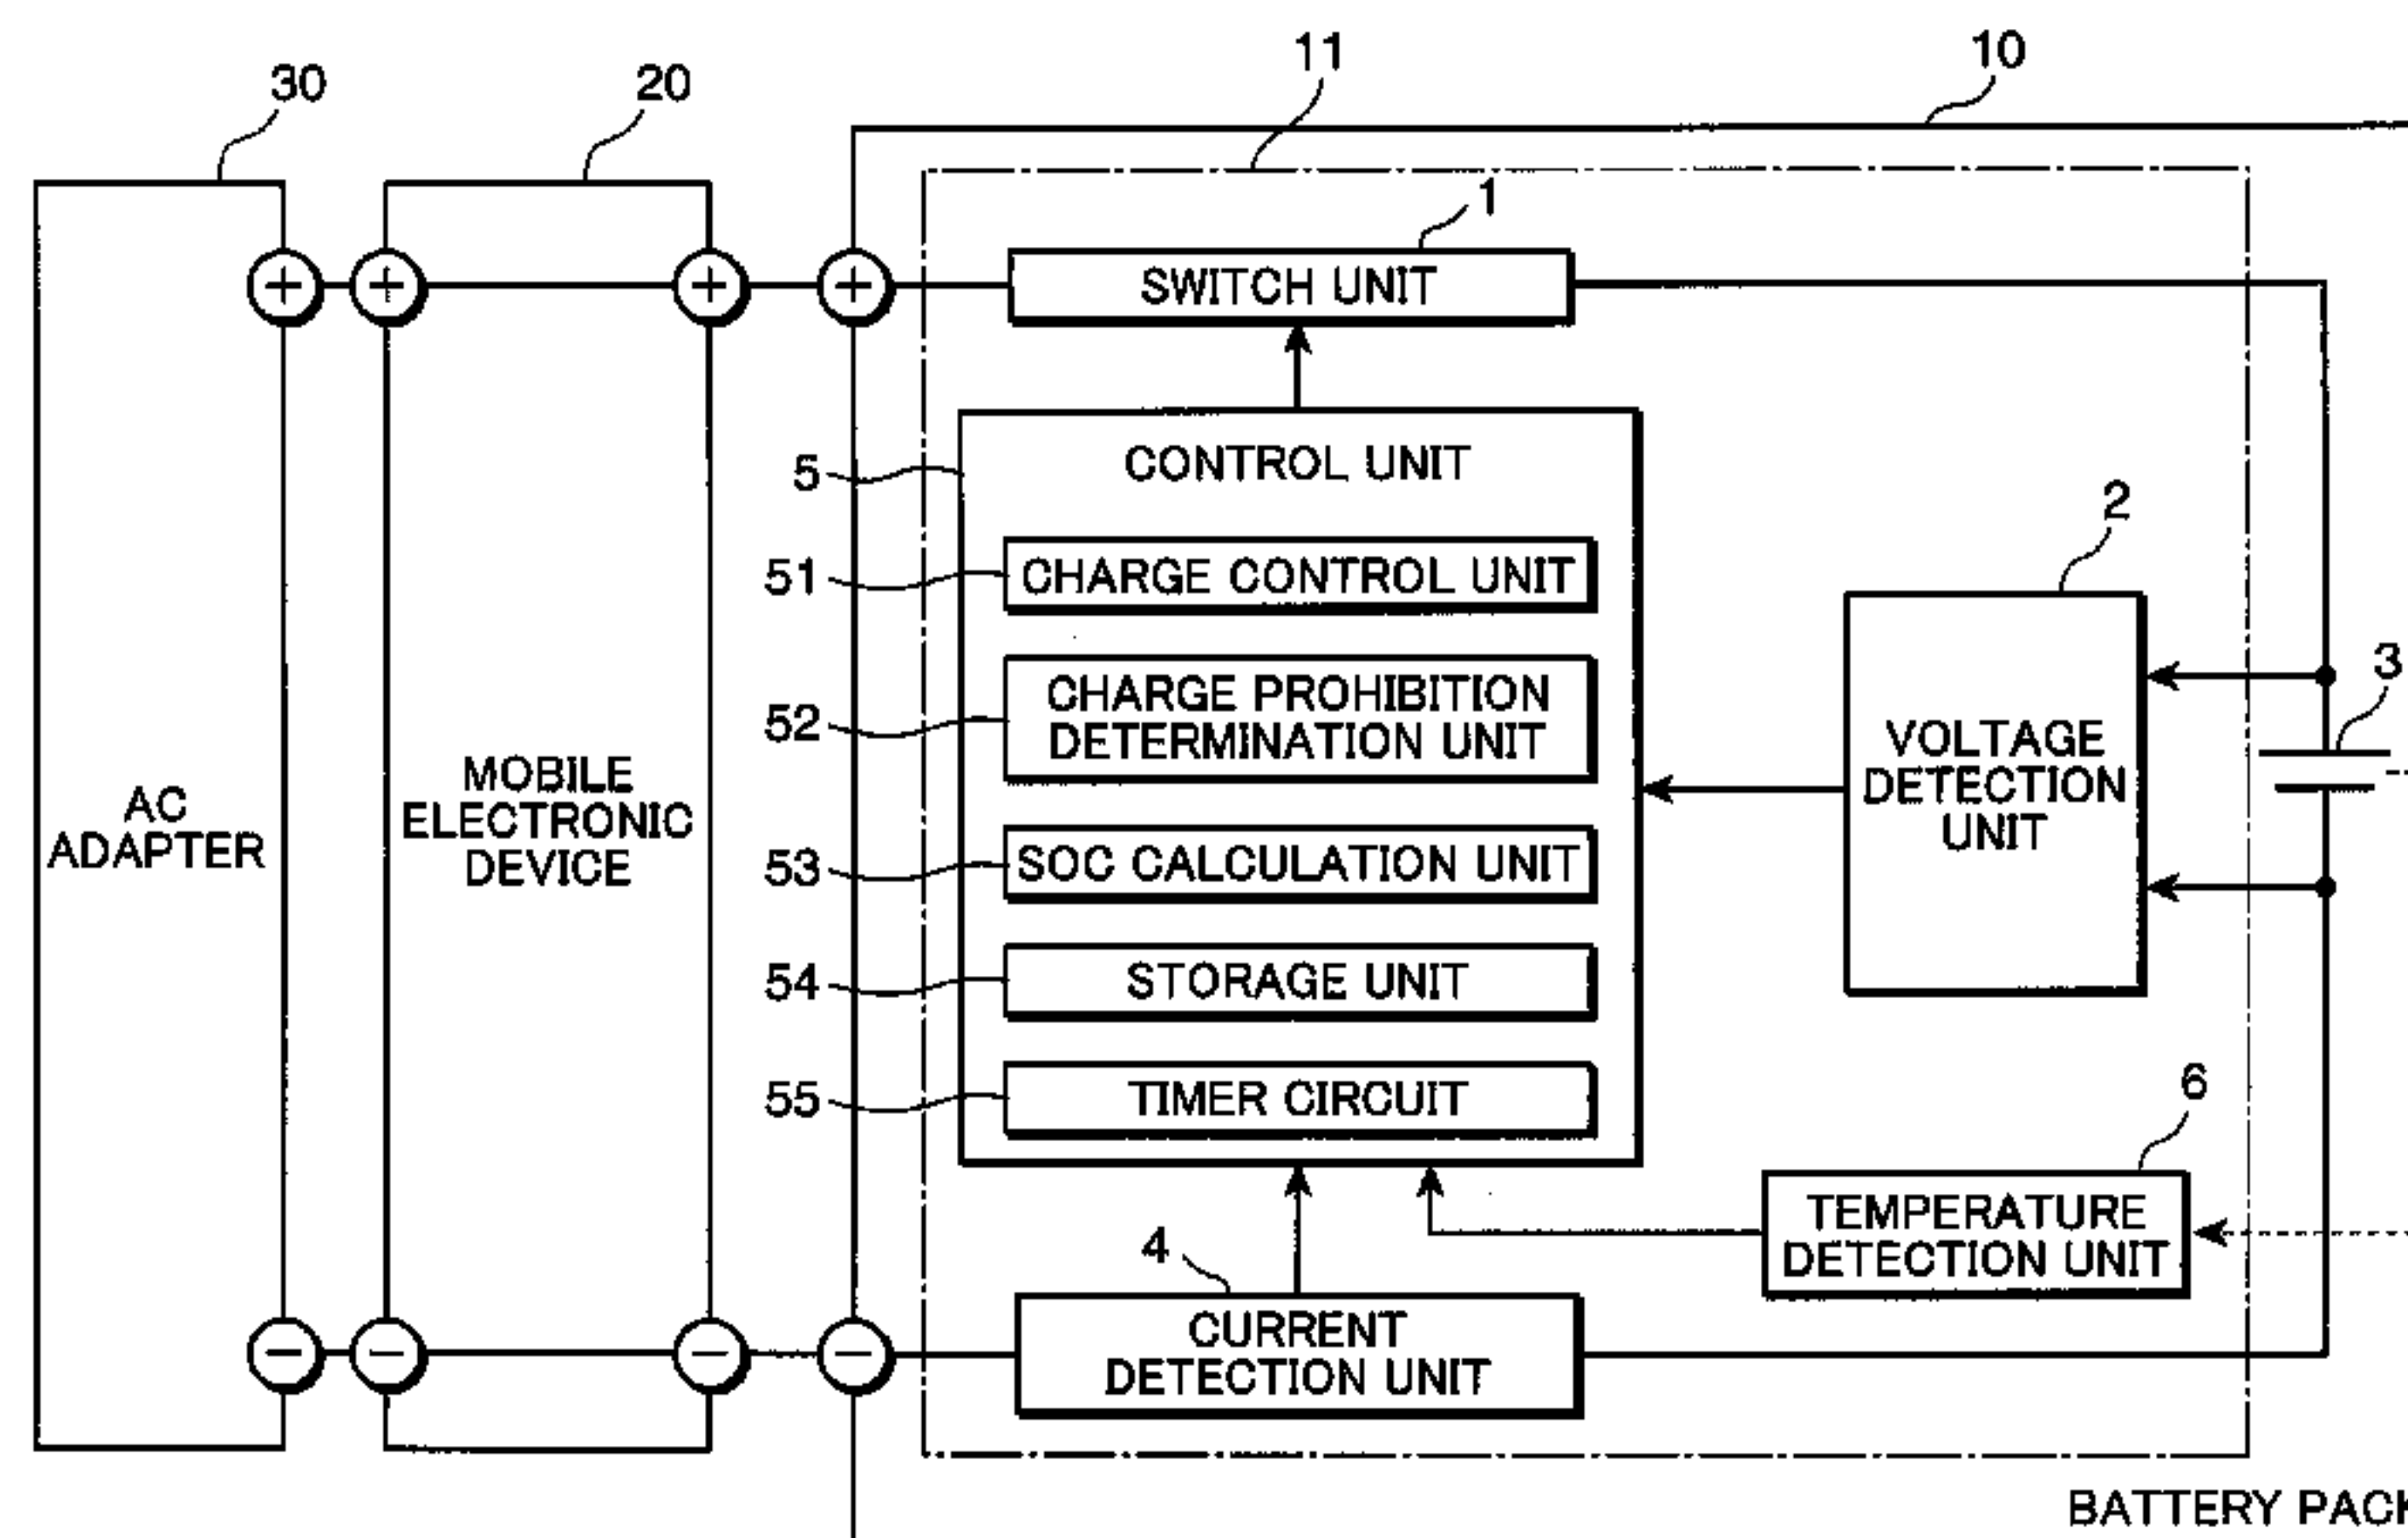 30
20
11
10
1
+
+
+
+
SWITCH UNIT
5
CONTROL UNIT
51
CHARGE CONTROL UNIT
52
CHARGE PROHIBITION
DETERMINATION UNIT
53
SOC CALCULATION UNIT
54
STORAGE UNIT
55
TIMER CIRCUIT
2
VOLTAGE
DETECTION
UNIT
3
AC
ADAPTER
MOBILE
ELECTRONIC
DEVICE
6
TEMPERATURE
DETECTION UNIT
4
CURRENT
DETECTION UNIT
−
−
−
−
BATTERY PACK